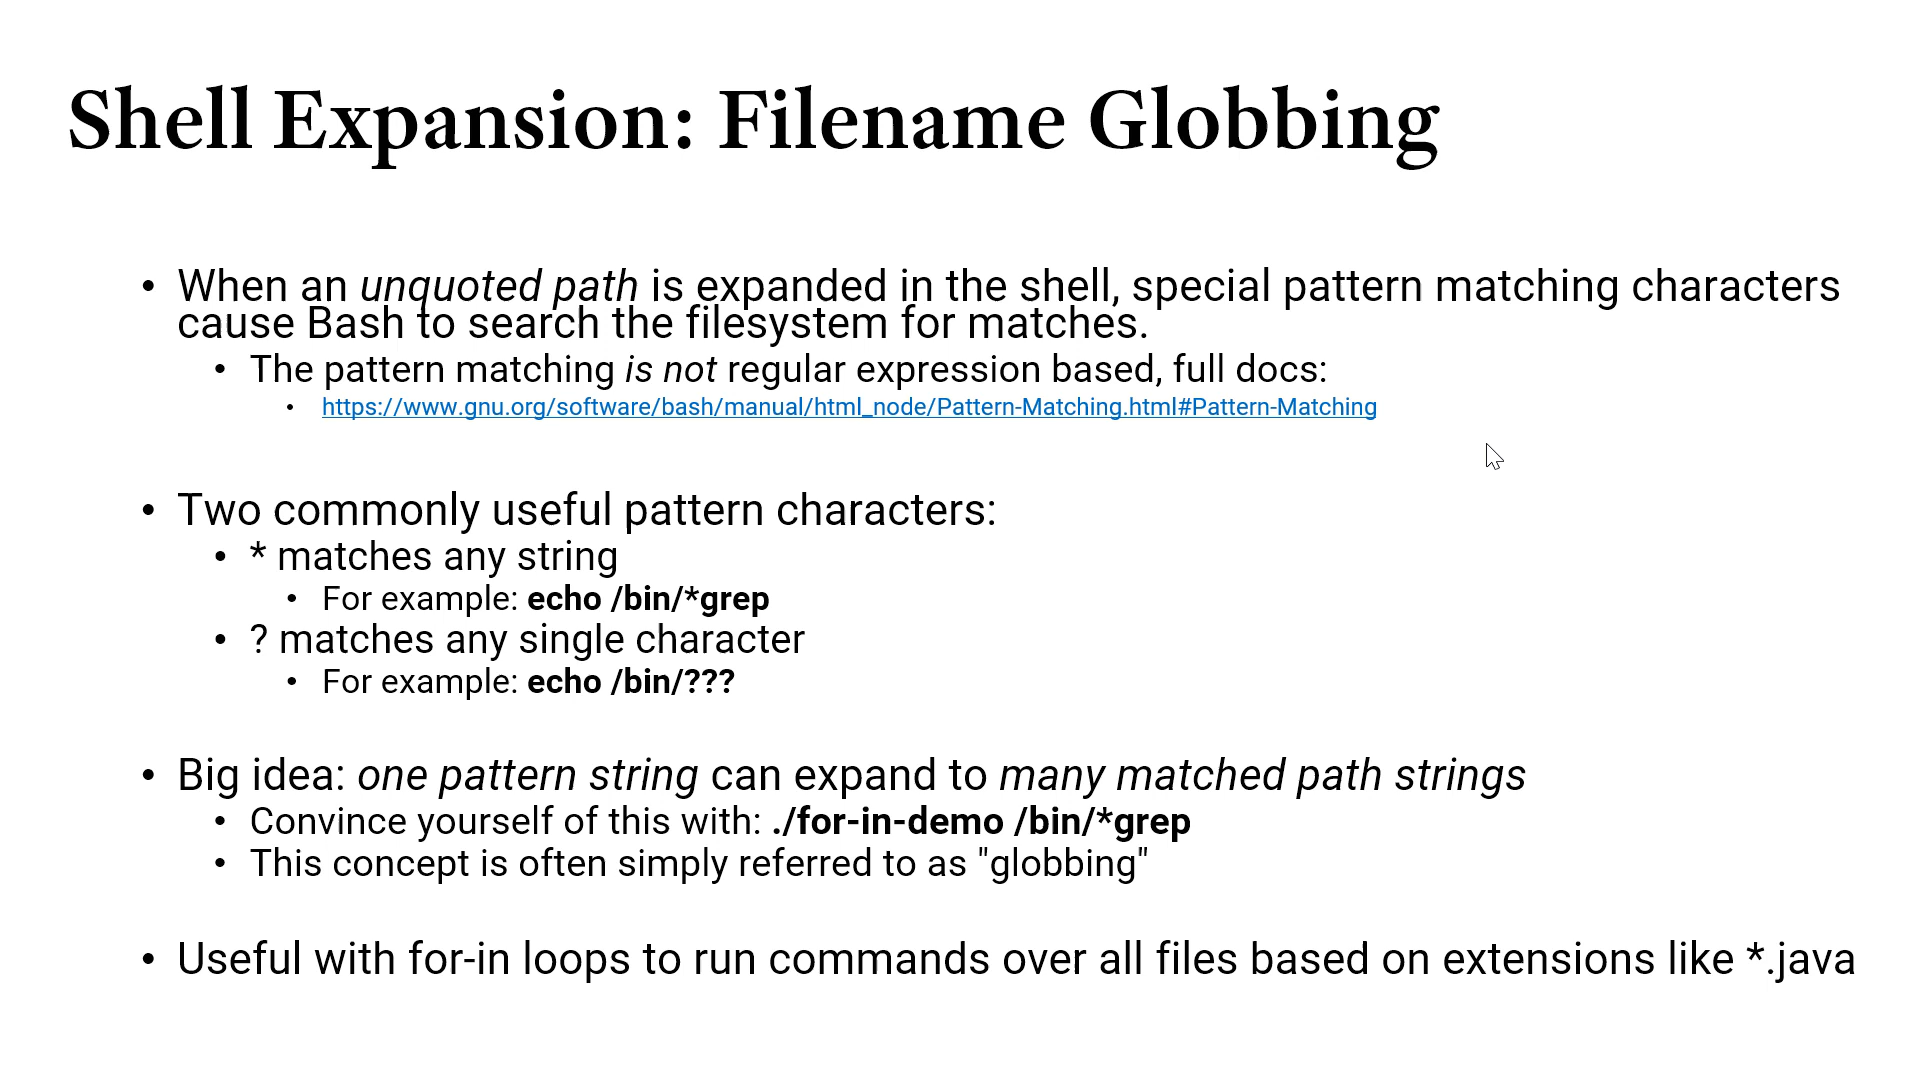 Shell Expansion: Filename Globbing
• When an unquoted path is expanded in the shell, special pattern matching characters
cause Bash to search the filesystem for matches.
• The pattern matching is not regular expression based, full docs:
• https://www.gnu.org/software/bash/manual/html_node/Pattern-Matching.html#Pattern-Matching
• Two commonly useful pattern characters:
• * matches any string
• For example: echo /bin/*grep
• ? matches any single character
• For example: echo /bin/???
• Big idea: one pattern string can expand to many matched path strings
• Convince yourself of this with: ./for-in-demo /bin/*grep
• This concept is often simply referred to as "globbing"
• Useful with for-in loops to run commands over all files based on extensions like *.java